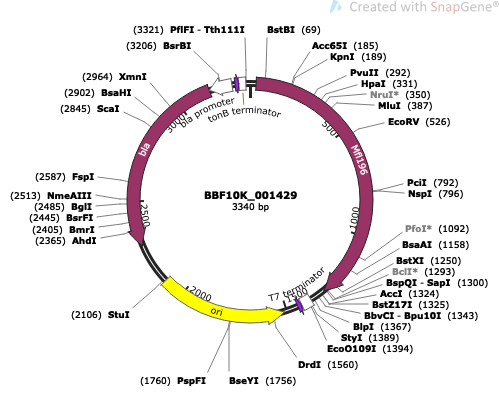 Created with SnapGene®
(3321) PflFI - Tth111I
BstBI (69)
(3206) BsrBI
Acc65I (185)
KpnI (189)
(2964) XmnI
PvuII (292)
(2902) BsaHI
HpaI (331)
(2845) ScaI
NruI* (350)
MluI (387)
EcoRV (526)
bla promoter
tonB terminator
3000
500
bla
Mfl196
(2587) FspI
PciI (792)
(2513) NmeAIII
NspI (796)
(2485) BglI
(2445) BsrFI
(2405) BmrI
(2365) AhdI
BBF10K_001429
3340 bp
2500
1000
PfoI* (1092)
BsaAI (1158)
BstXI (1250)
BclI* (1293)
BspQI - SapI (1300)
AccI (1324)
BstZ17I (1325)
BbvCI - Bpu10I (1343)
BlpI (1367)
StyI (1389)
EcoO109I (1394)
T7 terminator
1500
2000
ori
(2106) StuI
DrdI (1560)
(1760) PspFI
BseYI (1756)